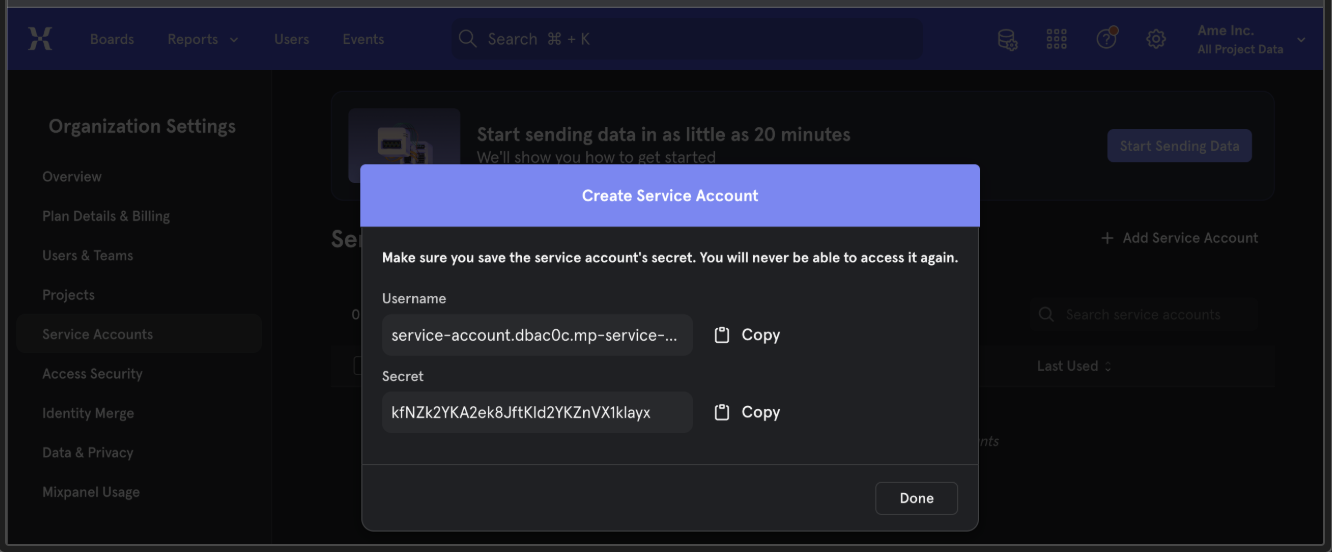 Boards Reports Users Events Search ⌘ + K Ame Inc.
All Project Data
Organization Settings
Overview
Plan Details & Billing
Users & Teams
Projects
Service Accounts
Access Security
Identity Merge
Data & Privacy
Mixpanel Usage
Start sending data in as little as 20 minutes
We'll show you how to get started
Start Sending Data
Ser
+ Add Service Account
0
Search service accounts
Last Used
nts
Create Service Account
Make sure you save the service account's secret. You will never be able to access it again.
Username
service-account.dbac0c.mp-service-... Copy
Secret
kfNZk2YKA2ek8JftKld2YKZnVX1klayx Copy
Done